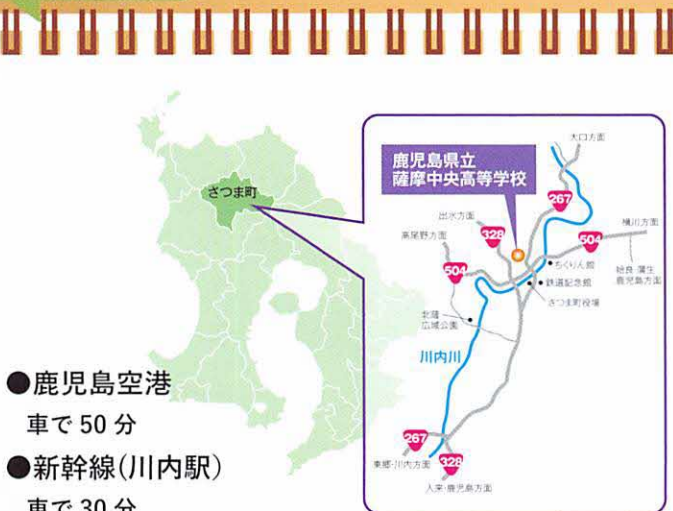 さつま町
鹿児島県立
薩摩中央高等学校
大口方面
267
出水方面
328
高尾野方面
504
横川方面
504
ちくりん館
鉄道記念館
さつま町役場
姶良・蒲生
鹿児島方面
北薩
広域公園
川内川
267
東郷・川内方面
328
入来・鹿児島方面
●鹿児島空港
車で50分
●新幹線(川内駅)
車で30分